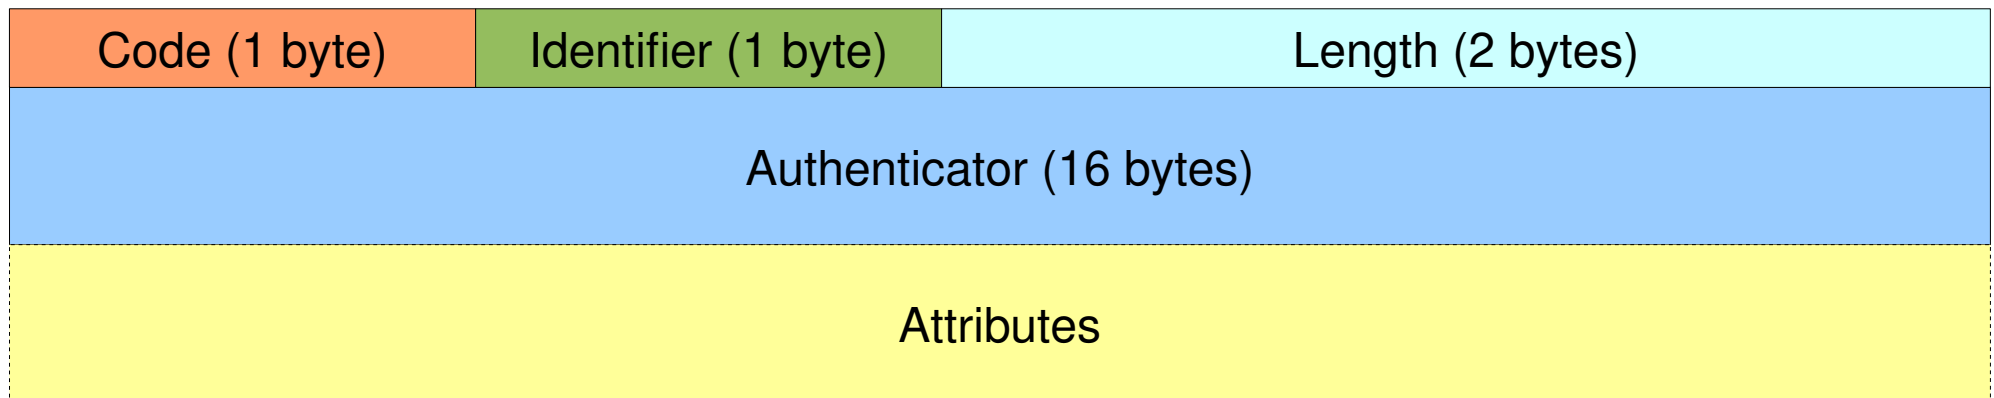 Code (1 byte) Identifier (1 byte) Length (2 bytes)
Authenticator (16 bytes)
Attributes